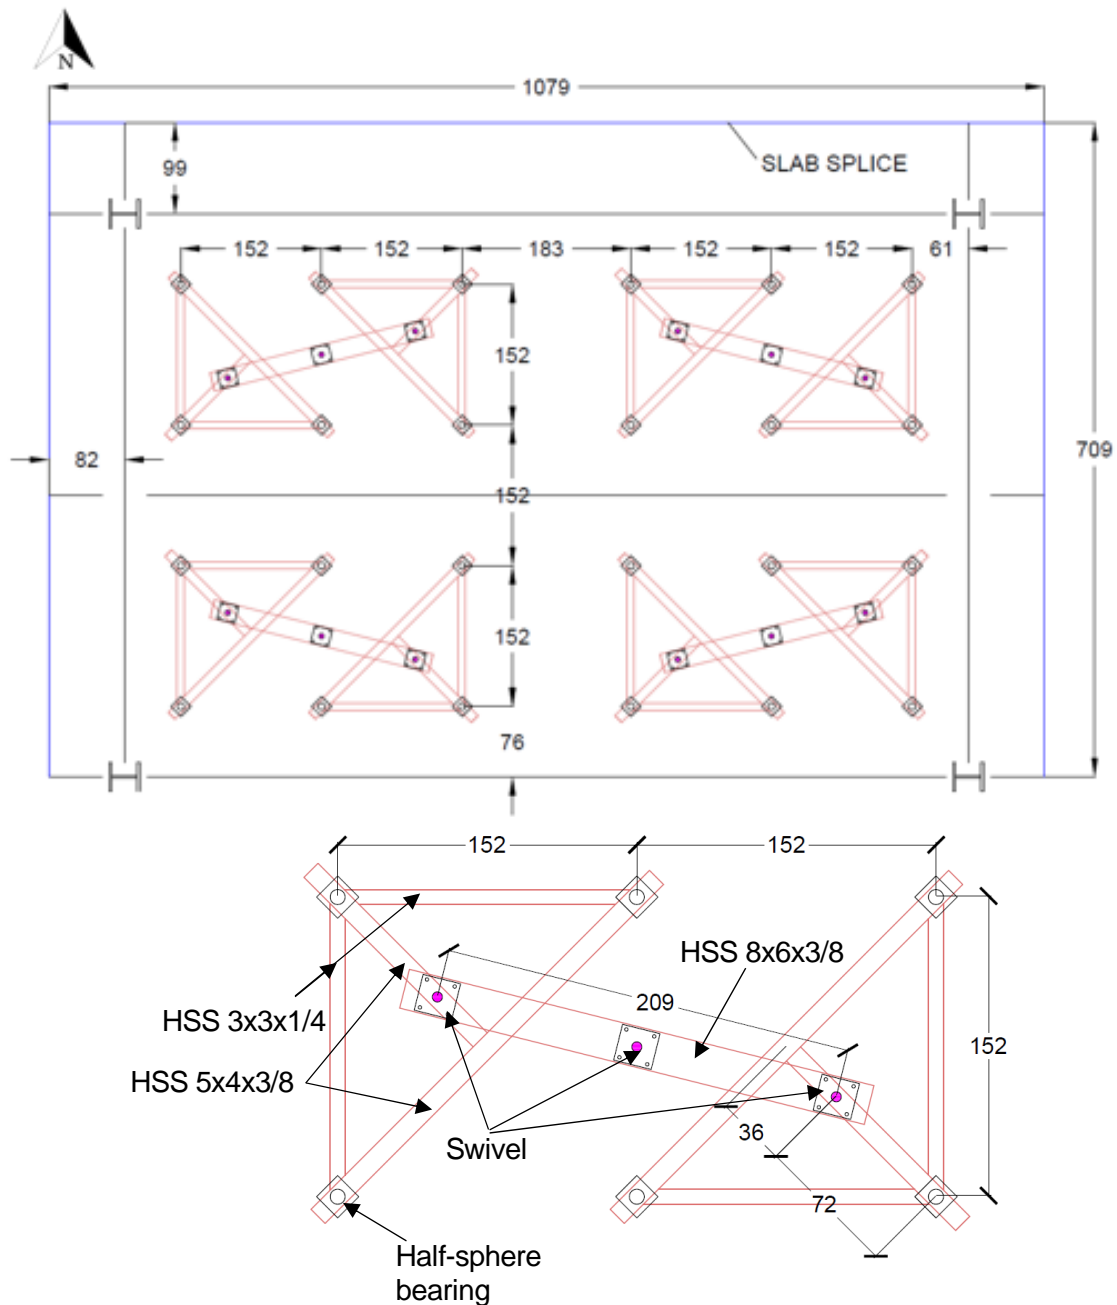 N
1079
SLAB SPLICE
99
152 152 183 152 152 61
152
82
709
152
152
76
152 152
HSS 8x6x3/8
209
HSS 3x3x1/4
152
HSS 5x4x3/8
36
Swivel
72
Half-sphere
bearing